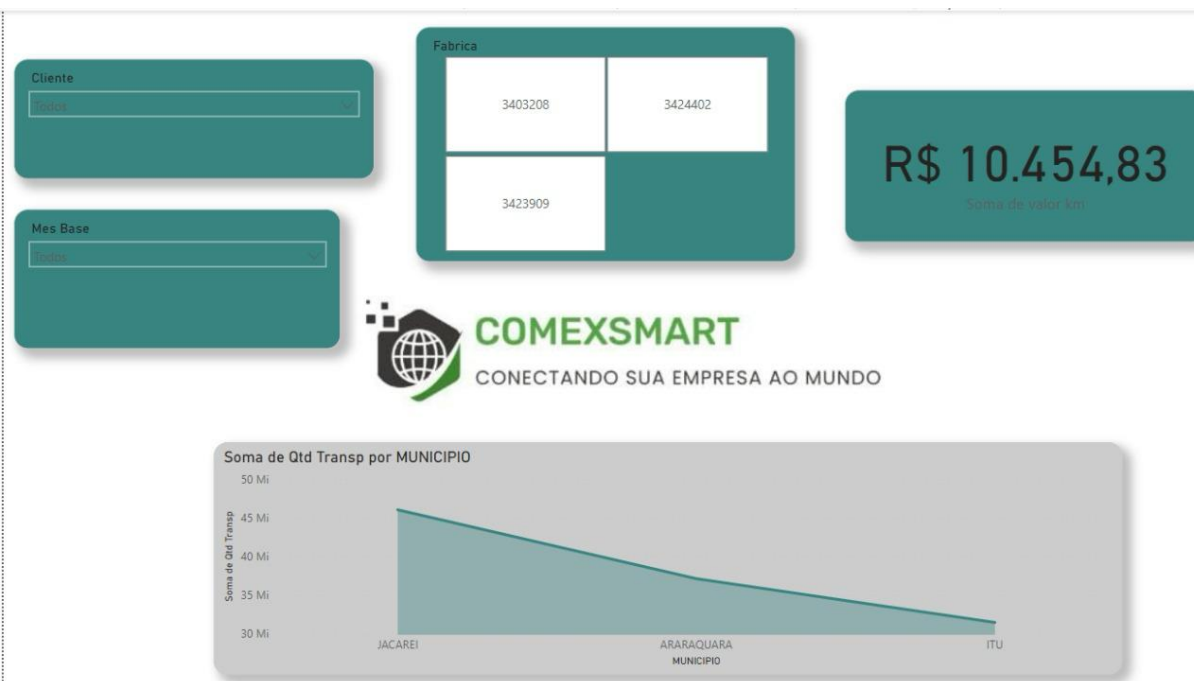 Cliente
Todos
Mes Base
Todos
Fabrica
3403208
3424402
3423909
R$ 10.454,83
Soma de valor km
COMEXSMART
CONECTANDO SUA EMPRESA AO MUNDO
Soma de Qtd Transp por MUNICIPIO
Soma de Qtd Transp
50 Mi
45 Mi
40 Mi
35 Mi
30 Mi
JACAREI
ARARAQUARA
ITU
MUNICIPIO